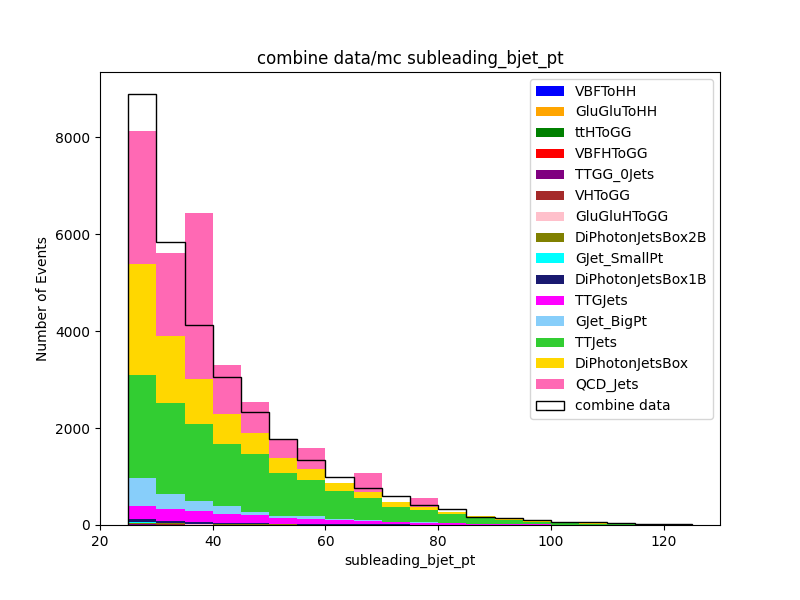 combine data/mc subleading_bjet_pt
VBFToHH
GluGluToHH
ttHToGG
VBFHToGG
TTGG_0Jets
VHToGG
GluGluHToGG
DiPhotonJetsBox2B
GJet_SmallPt
DiPhotonJetsBox1B
TTGJets
GJet_BigPt
TTJets
DiPhotonJetsBox
QCD_Jets
combine data
Number of Events
8000
6000
4000
2000
0
20 40 60 80 100 120
subleading_bjet_pt